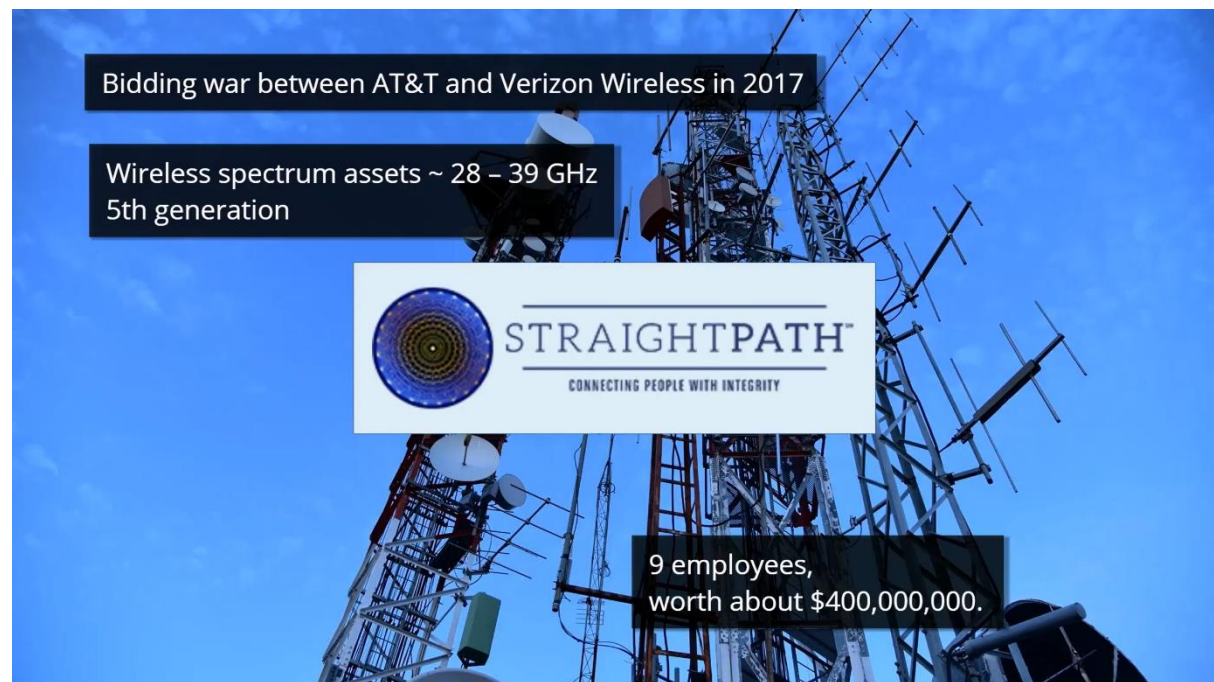 Bidding war between AT&T and Verizon Wireless in 2017
Wireless spectrum assets ~ 28 – 39 GHz
5th generation
STRAIGHTPATH℠
CONNECTING PEOPLE WITH INTEGRITY
9 employees,
worth about $400,000,000.